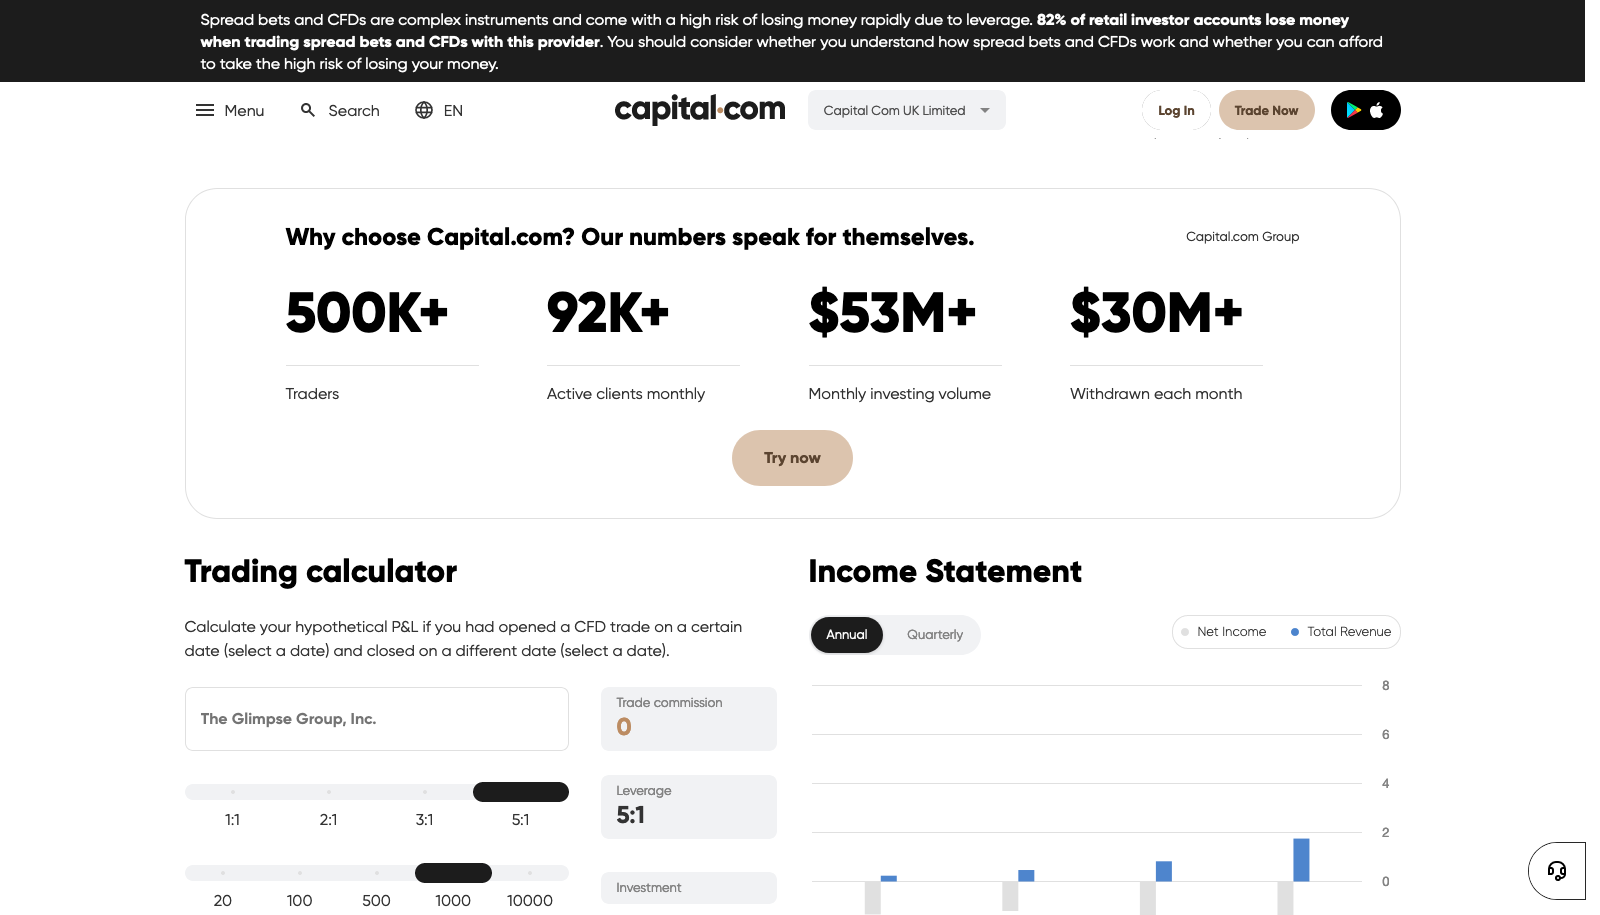 Spread bets and CFDs are complex instruments and come with a high risk of losing money rapidly due to leverage. 82% of retail investor accounts lose money
when trading spread bets and CFDs with this provider. You should consider whether you understand how spread bets and CFDs work and whether you can afford
to take the high risk of losing your money.
Menu
Search
EN
capital.com
Capital Com UK Limited
Log In
Trade Now
Why choose Capital.com? Our numbers speak for themselves.
Capital.com Group
500K+
92K+
$53M+
$30M+
Traders
Active clients monthly
Monthly investing volume
Withdrawn each month
Try now
Trading calculator
Calculate your hypothetical P&L if you had opened a CFD trade on a certain
date (select a date) and closed on a different date (select a date).
The Glimpse Group, Inc.
Trade commission
0
1:1
2:1
3:1
5:1
Leverage
5:1
20
100
500
1000
10000
Investment
Income Statement
Annual
Quarterly
Net Income
Total Revenue
8
6
4
2
0